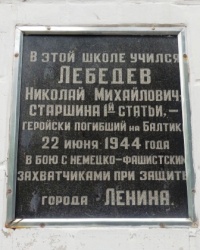 В ЭТОЙ ШКОЛЕ УЧИЛСЯ
ЛЕБЕДЕВ
НИКОЛАЙ МИХАЙЛОВИЧ-
СТАРШИНА 1й СТАТЬИ,-
ГЕРОЙСКИ ПОГИБШИЙ НА БАЛТИКЕ
22 ИЮНЯ 1944 ГОДА
В БОЮ С НЕМЕЦКО-ФАШИСТСКИМИ
ЗАХВАТЧИКАМИ ПРИ ЗАЩИТЕ
ГОРОДА ЛЕНИНА.